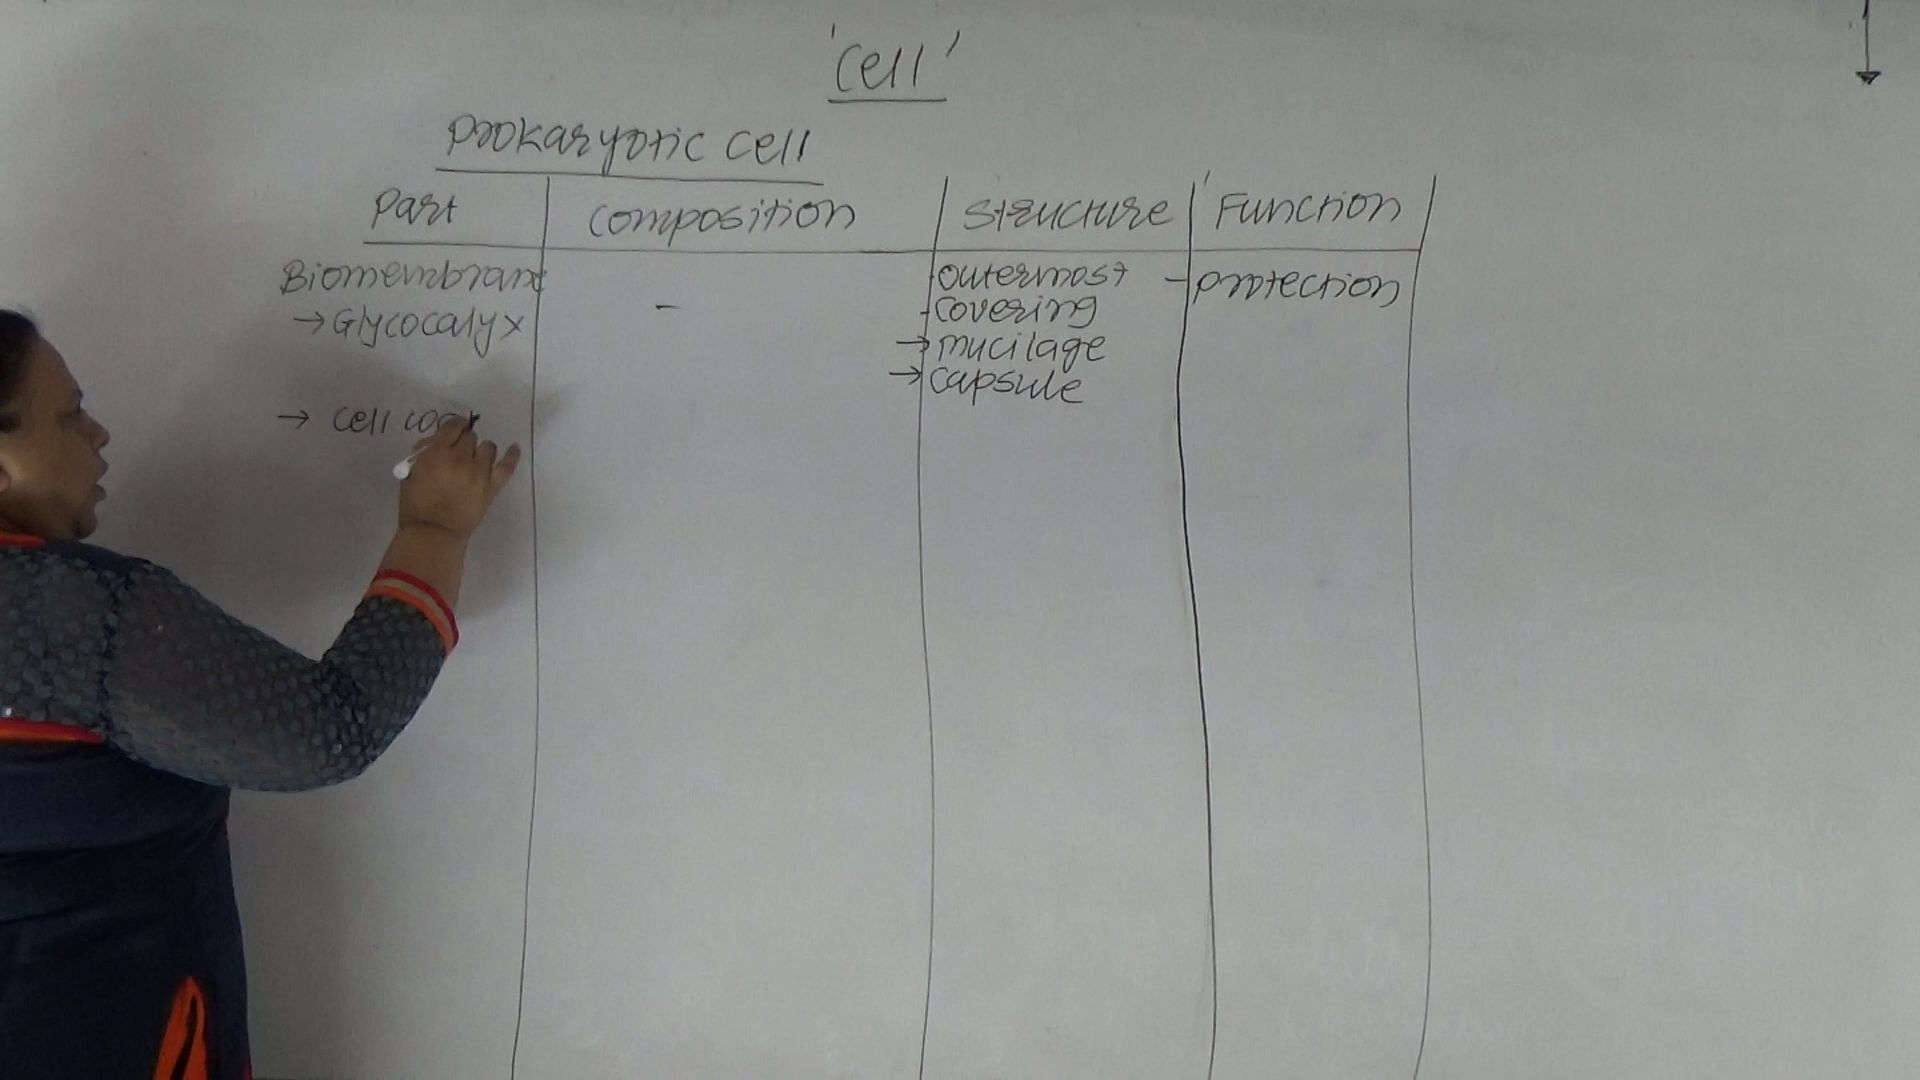 'Cell'
Prokaryotic cell
Part Composition Structure Function
Biomembrane - outermost - protection
→ Glycocalyx - covering
→ mucilage
→ capsule
→ cell